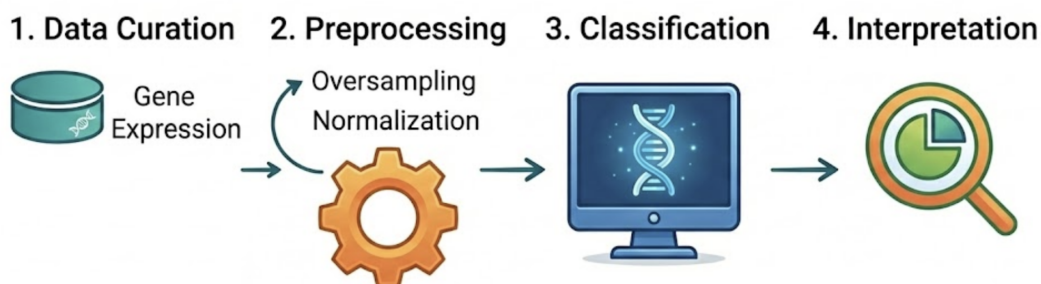 1. Data Curation
2. Preprocessing
3. Classification
4. Interpretation
Gene
Expression
Oversampling
Normalization